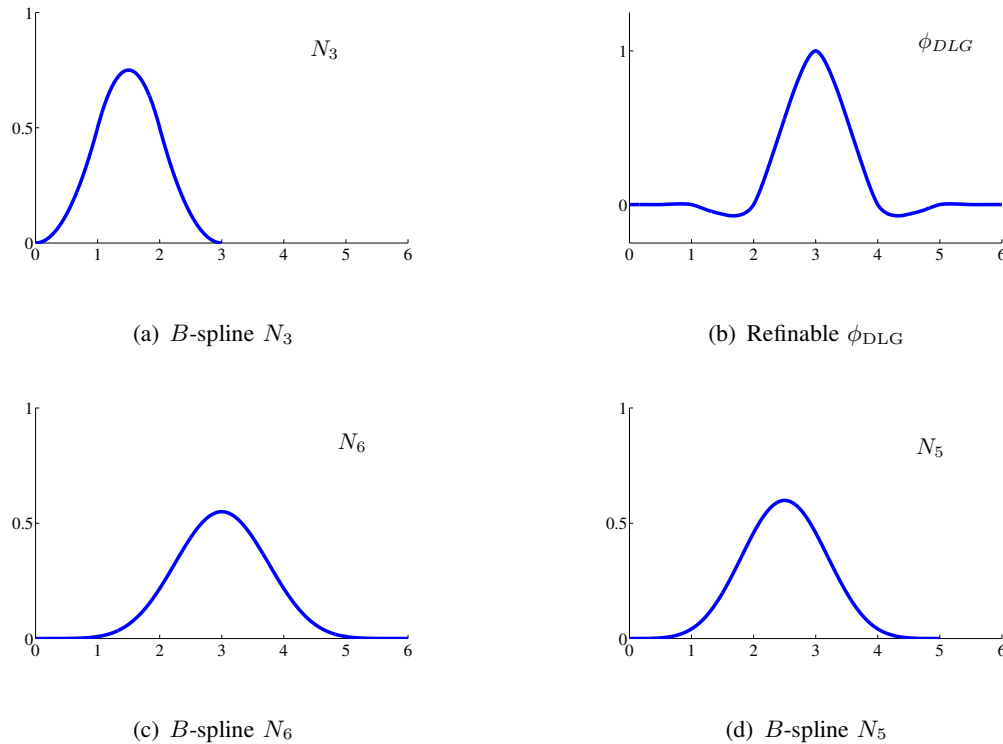 1
0.5
0
0 1 2 3 4 5 6
N₃
(a) B-spline N₃
1
0
0 1 2 3 4 5 6
ϕ_DLG
(b) Refinable ϕ_DLG
1
0.5
0
0 1 2 3 4 5 6
N₆
(c) B-spline N₆
1
0.5
0
0 1 2 3 4 5 6
N₅
(d) B-spline N₅